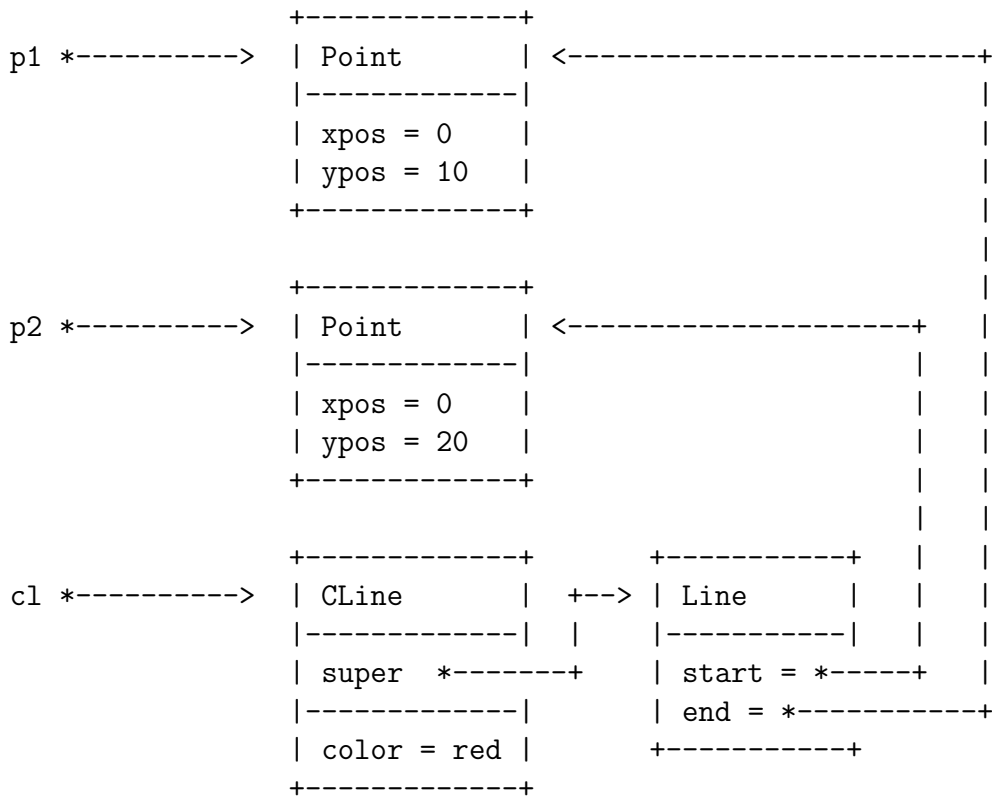 +-------------+
p1 *---------->   | Point       | <-------------------------+
                  |-------------|                           |
                  | xpos = 0    |                           |
                  | ypos = 10   |                           |
                  +-------------+                           |
                                                            |
                  +-------------+                           |
p2 *---------->   | Point       | <---------------------+   |
                  |-------------|                       |   |
                  | xpos = 0    |                       |   |
                  | ypos = 20   |                       |   |
                  +-------------+                       |   |
                                                        |   |
                  +-------------+       +-----------+   |   |
cl *---------->   | CLine       |  +--> | Line      |   |   |
                  |-------------|  |    |-----------|   |   |
                  | super  *-------+    | start = *-----+   |
                  |-------------|       | end = *-----------+
                  | color = red |       +-----------+
                  +-------------+